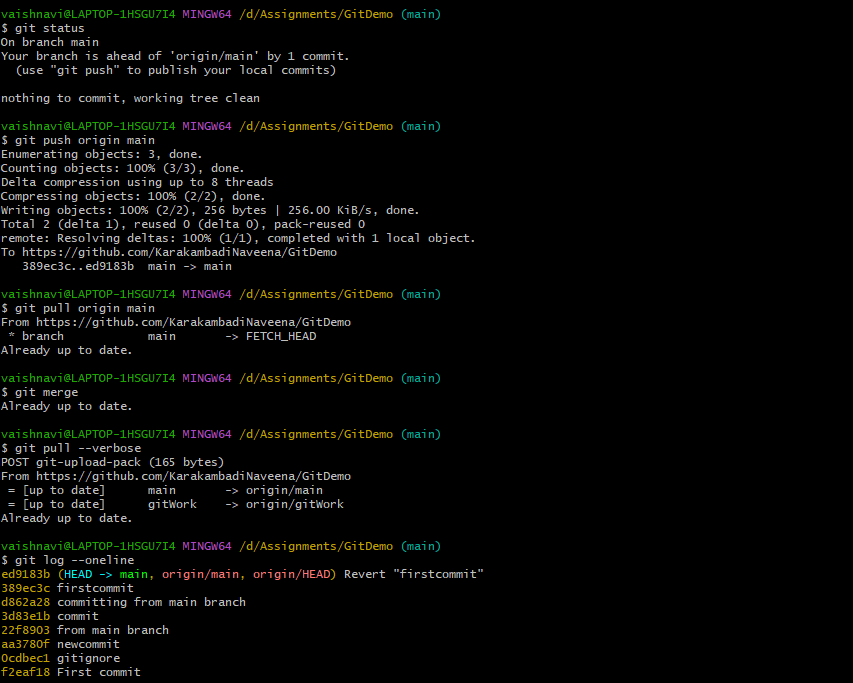 vaishnavi@LAPTOP-1HSGU7I4 MINGW64 /d/Assignments/GitDemo (main)
$ git status
On branch main
Your branch is ahead of 'origin/main' by 1 commit.
  (use "git push" to publish your local commits)

nothing to commit, working tree clean

vaishnavi@LAPTOP-1HSGU7I4 MINGW64 /d/Assignments/GitDemo (main)
$ git push origin main
Enumerating objects: 3, done.
Counting objects: 100% (3/3), done.
Delta compression using up to 8 threads
Compressing objects: 100% (2/2), done.
Writing objects: 100% (2/2), 256 bytes | 256.00 KiB/s, done.
Total 2 (delta 1), reused 0 (delta 0), pack-reused 0
remote: Resolving deltas: 100% (1/1), completed with 1 local object.
To https://github.com/KarakambadiNaveena/GitDemo
   389ec3c..ed9183b  main -> main

vaishnavi@LAPTOP-1HSGU7I4 MINGW64 /d/Assignments/GitDemo (main)
$ git pull origin main
From https://github.com/KarakambadiNaveena/GitDemo
 * branch            main       -> FETCH_HEAD
Already up to date.

vaishnavi@LAPTOP-1HSGU7I4 MINGW64 /d/Assignments/GitDemo (main)
$ git merge
Already up to date.

vaishnavi@LAPTOP-1HSGU7I4 MINGW64 /d/Assignments/GitDemo (main)
$ git pull --verbose
POST git-upload-pack (165 bytes)
From https://github.com/KarakambadiNaveena/GitDemo
 = [up to date]      main       -> origin/main
 = [up to date]      gitWork    -> origin/gitWork
Already up to date.

vaishnavi@LAPTOP-1HSGU7I4 MINGW64 /d/Assignments/GitDemo (main)
$ git log --oneline
ed9183b (HEAD -> main, origin/main, origin/HEAD) Revert "firstcommit"
389ec3c firstcommit
d862a28 committing from main branch
3d83e1b commit
22f8903 from main branch
aa3780f newcommit
0cdbec1 gitignore
f2eaf18 First commit